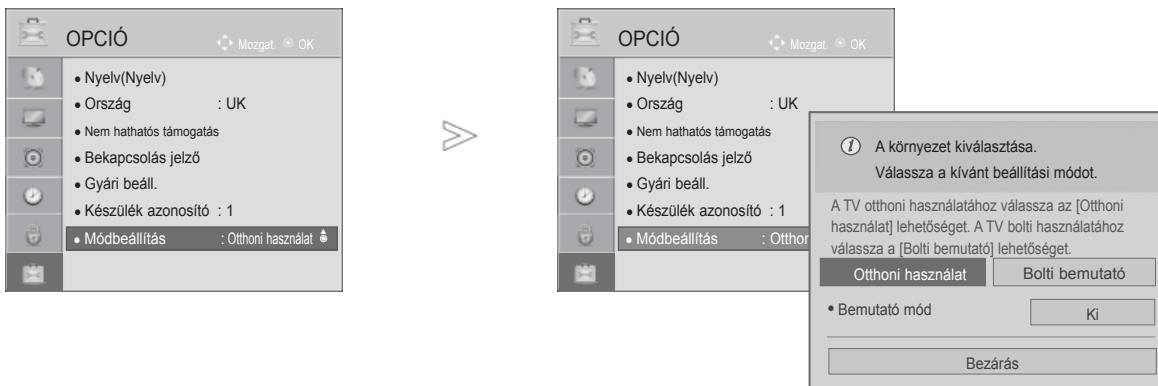 OPCIÓ
Mozgat. OK
• Nyelv(Nyelv)
• Ország : UK
• Nem hathatós támogatás
• Bekapcsolás jelző
• Gyári beáll.
• Készülék azonosító : 1
• Módbeállítás : Otthoni használat
OPCIÓ
Mozgat. OK
• Nyelv(Nyelv)
• Ország : UK
• Nem hathatós támogatás
• Bekapcsolás jelző
• Gyári beáll.
• Készülék azonosító : 1
• Módbeállítás : Otthor
A környezet kiválasztása.
Válassza a kívánt beállítási módot.
A TV otthoni használatához válassza az [Otthoni
használat] lehetőséget. A TV bolti használatához
válassza a [Bolti bemutató] lehetőséget.
Otthoni használat Bolti bemutató
• Bemutató mód Ki
Bezárás